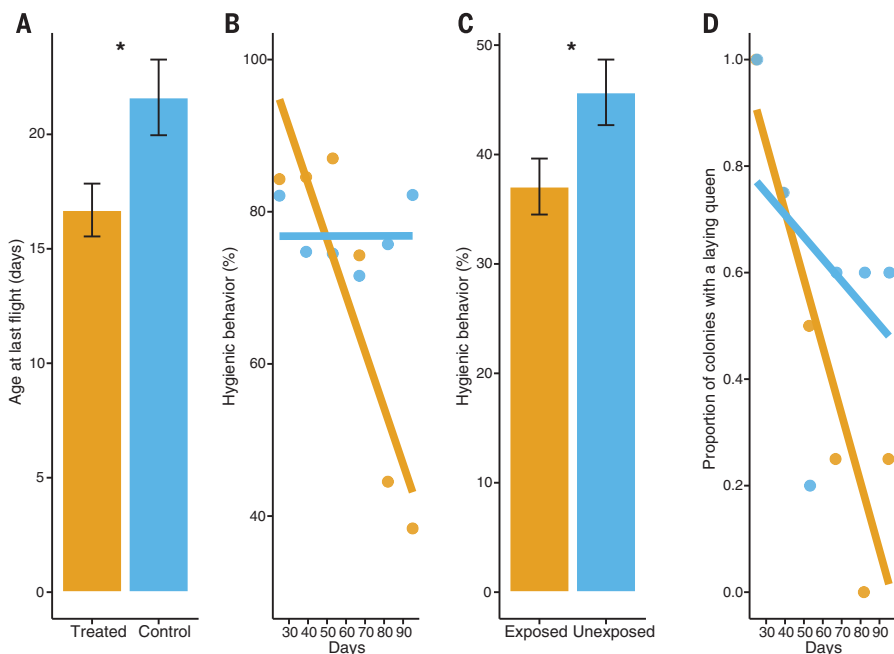 A
*
Age at last flight (days)
20
15
10
5
0
Treated Control
B
Hygienic behavior (%)
100
80
60
40
30 40 50 60 70 80 90
Days
C
*
Hygienic behavior (%)
50
40
30
20
10
0
Exposed Unexposed
D
Proportion of colonies with a laying queen
1.0
0.8
0.6
0.4
0.2
0.0
30 40 50 60 70 80 90
Days